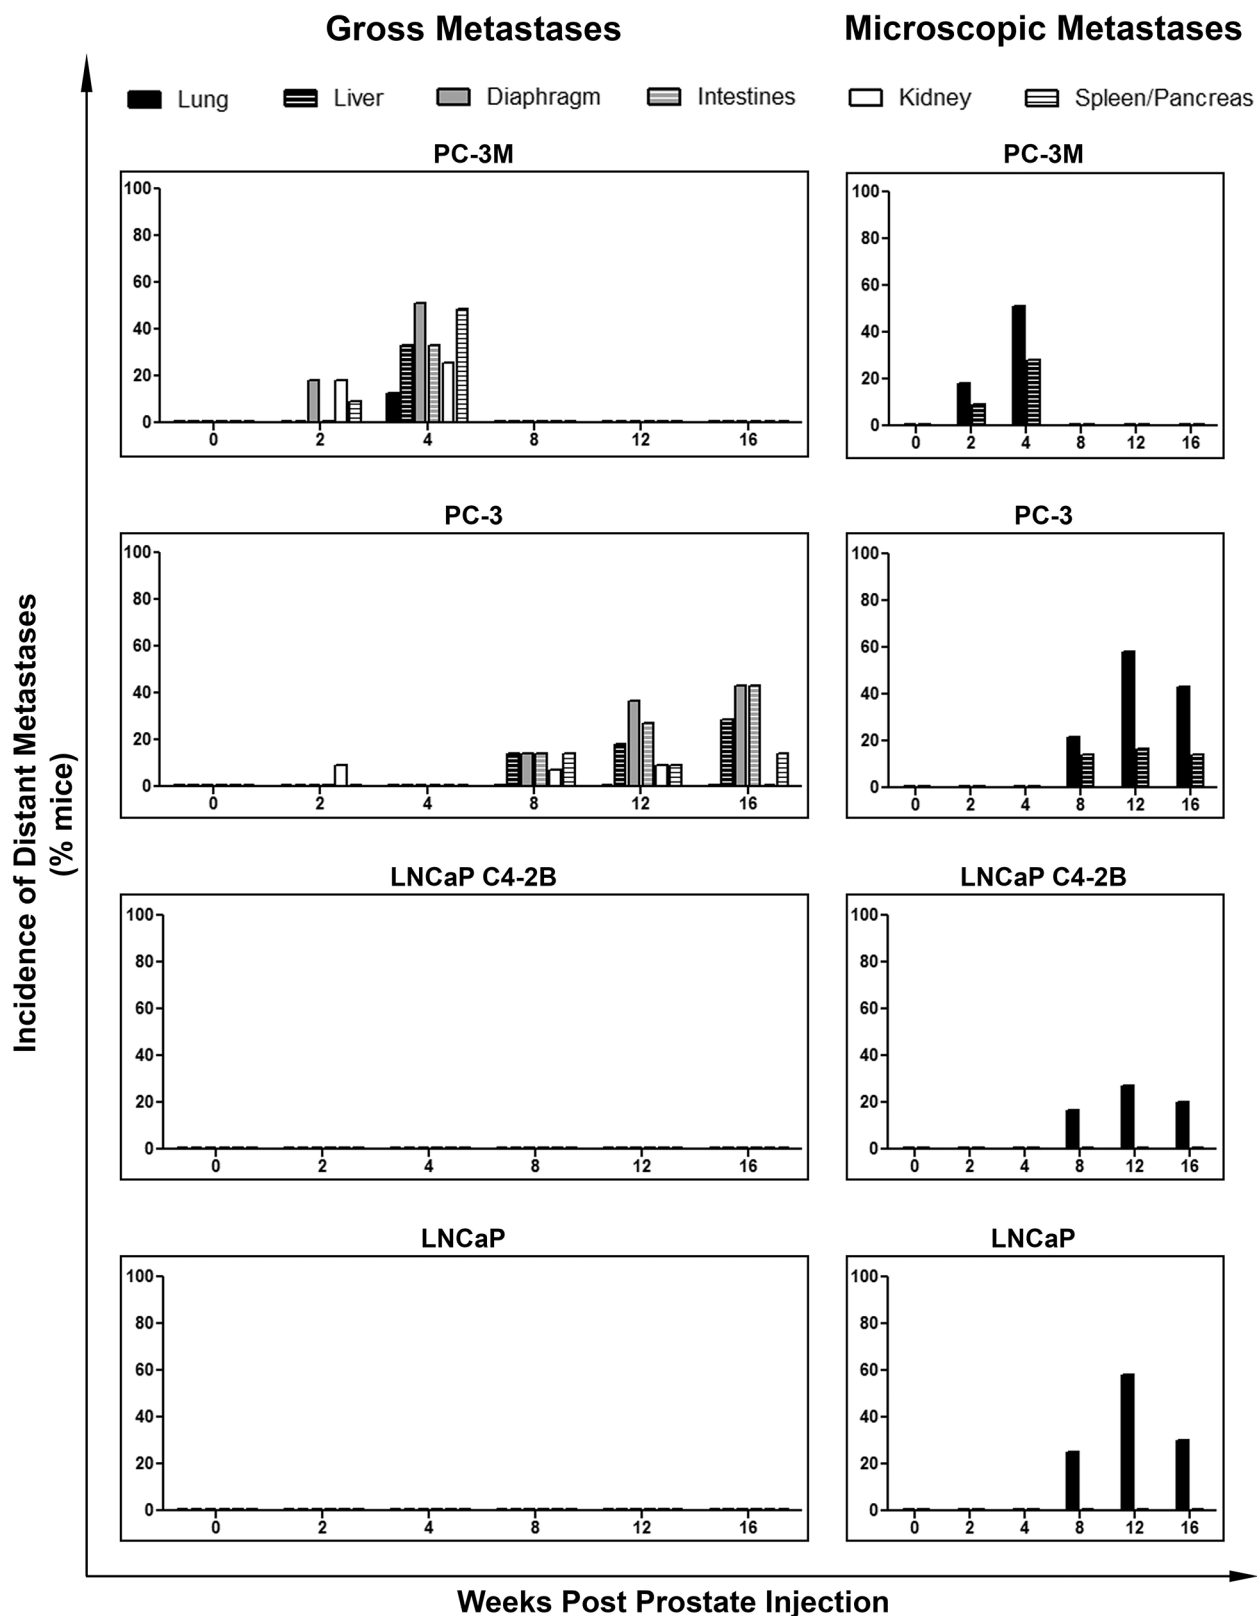 Gross Metastases
Microscopic Metastases
Lung
Liver
Diaphragm
Intestines
Kidney
Spleen/Pancreas
PC-3M
100
80
60
40
20
0
0 2 4 8 12 16
PC-3M
100
80
60
40
20
0
0 2 4 8 12 16
PC-3
100
80
60
40
20
0
0 2 4 8 12 16
PC-3
100
80
60
40
20
0
0 2 4 8 12 16
LNCaP C4-2B
100
80
60
40
20
0
0 2 4 8 12 16
LNCaP C4-2B
100
80
60
40
20
0
0 2 4 8 12 16
LNCaP
100
80
60
40
20
0
0 2 4 8 12 16
LNCaP
100
80
60
40
20
0
0 2 4 8 12 16
Incidence of Distant Metastases
(% mice)
Weeks Post Prostate Injection